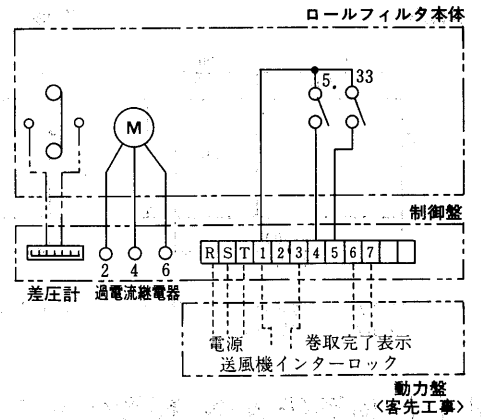 ロールフィルタ本体
5. 33
M
制御盤
R S T 1 2 3 4 5 6 7
2 4 6
差圧計 過電流継電器
電源 巻取完了表示
送風機インターロック
動力盤
<客先工事>